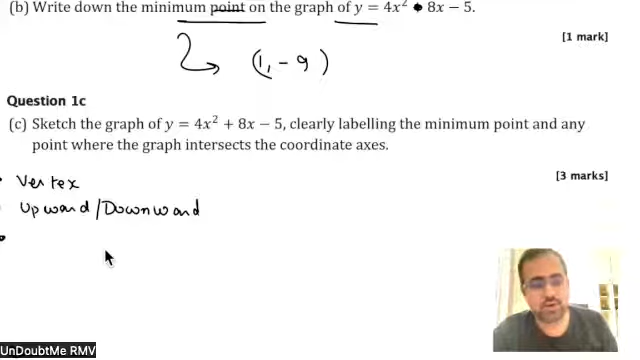 (b) Write down the minimum point on the graph of y = 4x² • 8x − 5.
[1 mark]
(1, -9)
Question 1c
(c) Sketch the graph of y = 4x² + 8x − 5, clearly labelling the minimum point and any
point where the graph intersects the coordinate axes.
[3 marks]
• Vertex
Upward/Downward
•
UnDoubtMe RMV